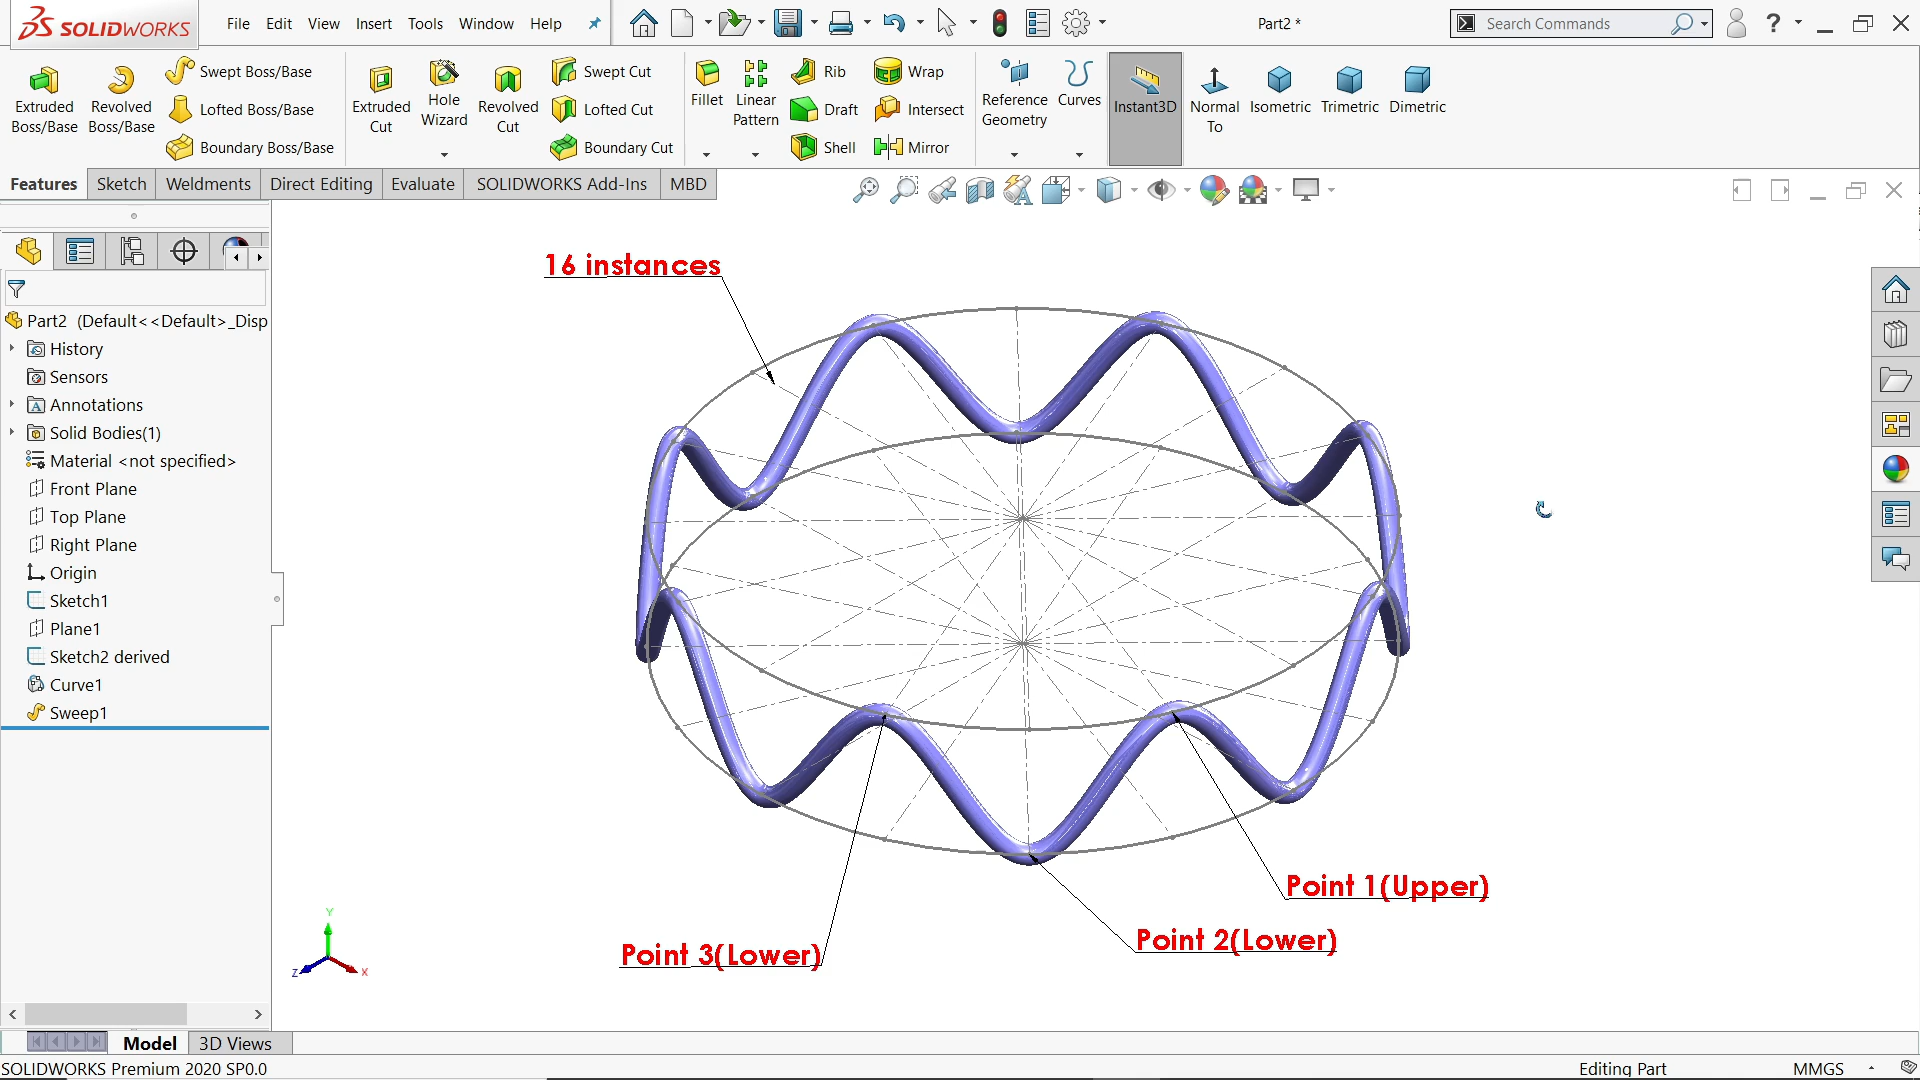 SOLIDWORKS
File Edit View Insert Tools Window Help
Part2 *
Search Commands
?
Extruded Boss/Base
Revolved Boss/Base
Swept Boss/Base
Lofted Boss/Base
Boundary Boss/Base
Extruded Cut
Hole Wizard
Revolved Cut
Swept Cut
Lofted Cut
Boundary Cut
Fillet
Linear Pattern
Rib
Draft
Shell
Wrap
Intersect
Mirror
Reference Geometry
Curves
Instant3D
Normal To
Isometric
Trimetric
Dimetric
Features Sketch Weldments Direct Editing Evaluate SOLIDWORKS Add-Ins MBD
Part2 (Default<<Default>_Disp
History
Sensors
Annotations
Solid Bodies(1)
Material <not specified>
Front Plane
Top Plane
Right Plane
Origin
Sketch1
Plane1
Sketch2 derived
Curve1
Sweep1
16 instances
Point 1(Upper)
Point 2(Lower)
Point 3(Lower)
Y
Z
X
Model 3D Views
SOLIDWORKS Premium 2020 SP0.0
Editing Part
MMGS